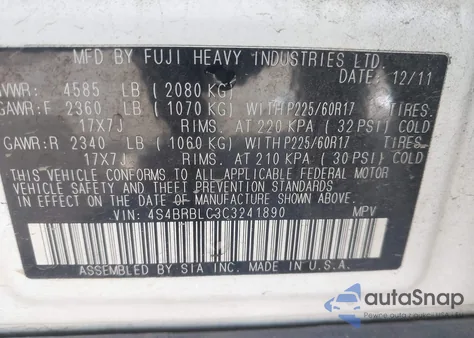 MFD BY FUJI HEAVY INDUSTRIES LTD.
DATE: 12/11
GVWR: 4585 LB ( 2080 KG)
GAWR:F 2360 LB ( 1070 KG) WITH P225/60R17 TIRES,
17X7J RIMS, AT 220 KPA ( 32 PSI) COLD
GAWR:R 2340 LB ( 1060 KG) WITH P225/60R17 TIRES,
17X7J RIMS, AT 210 KPA ( 30 PSI) COLD
THIS VEHICLE CONFORMS TO ALL APPLICABLE FEDERAL MOTOR
VEHICLE SAFETY AND THEFT PREVENTION STANDARDS IN
EFFECT ON THE DATE OF MANUFACTURE SHOWN ABOVE.
VIN: 4S4BRBLC3C3241890 MPV
ASSEMBLED BY SIA INC. MADE IN U.S.A.
autaSnap
Pewne auta z